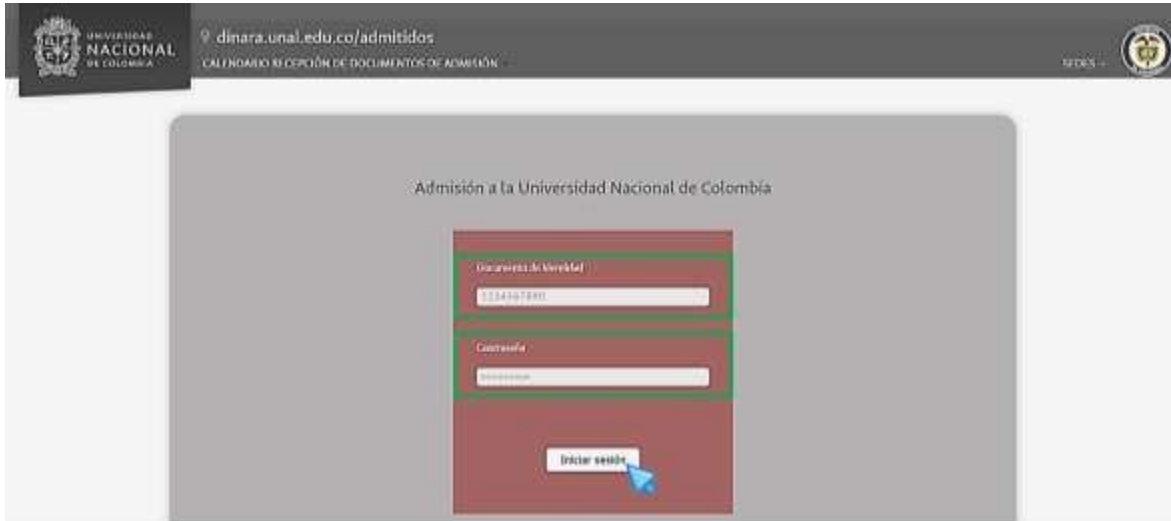 UNIVERSIDAD
NACIONAL
DE COLOMBIA
dinara.unal.edu.co/admitidos
CALENDARIO RECEPCIÓN DE DOCUMENTOS DE ADMISIÓN
SEDES
Admisión a la Universidad Nacional de Colombia
Documento de Identidad
1234567890
Contraseña
Iniciar sesión